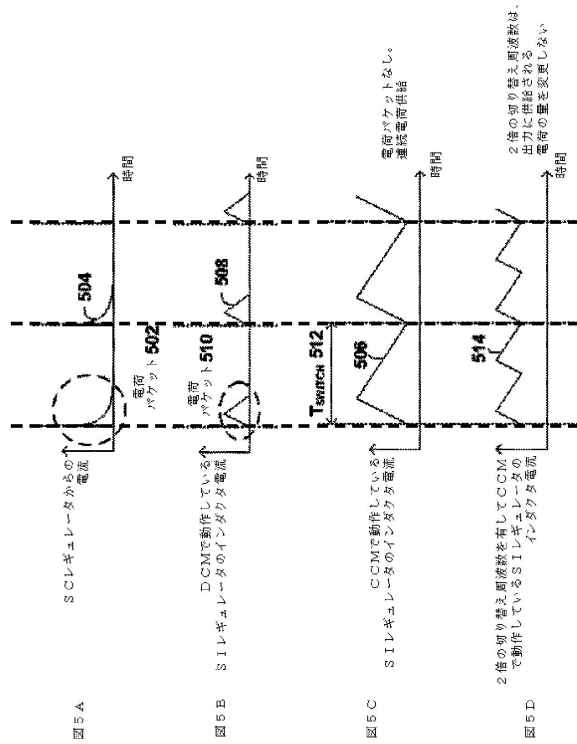 図5A
SCレギュレータからの
電流
電荷
パケット 502
504
時間
図5B
DCMで動作している
SIレギュレータのインダクタ電流
電荷
パケット 510
508
時間
図5C
CCMで動作している
SIレギュレータのインダクタ電流
TSWITCH 512
506
時間
電荷パケットなし。
連続電荷供給
図5D
2倍の切り替え周波数を有してCCM
で動作しているSIレギュレータの
インダクタ電流
514
時間
2倍の切り替え周波数は、
出力に供給される
電荷の量を変更しない